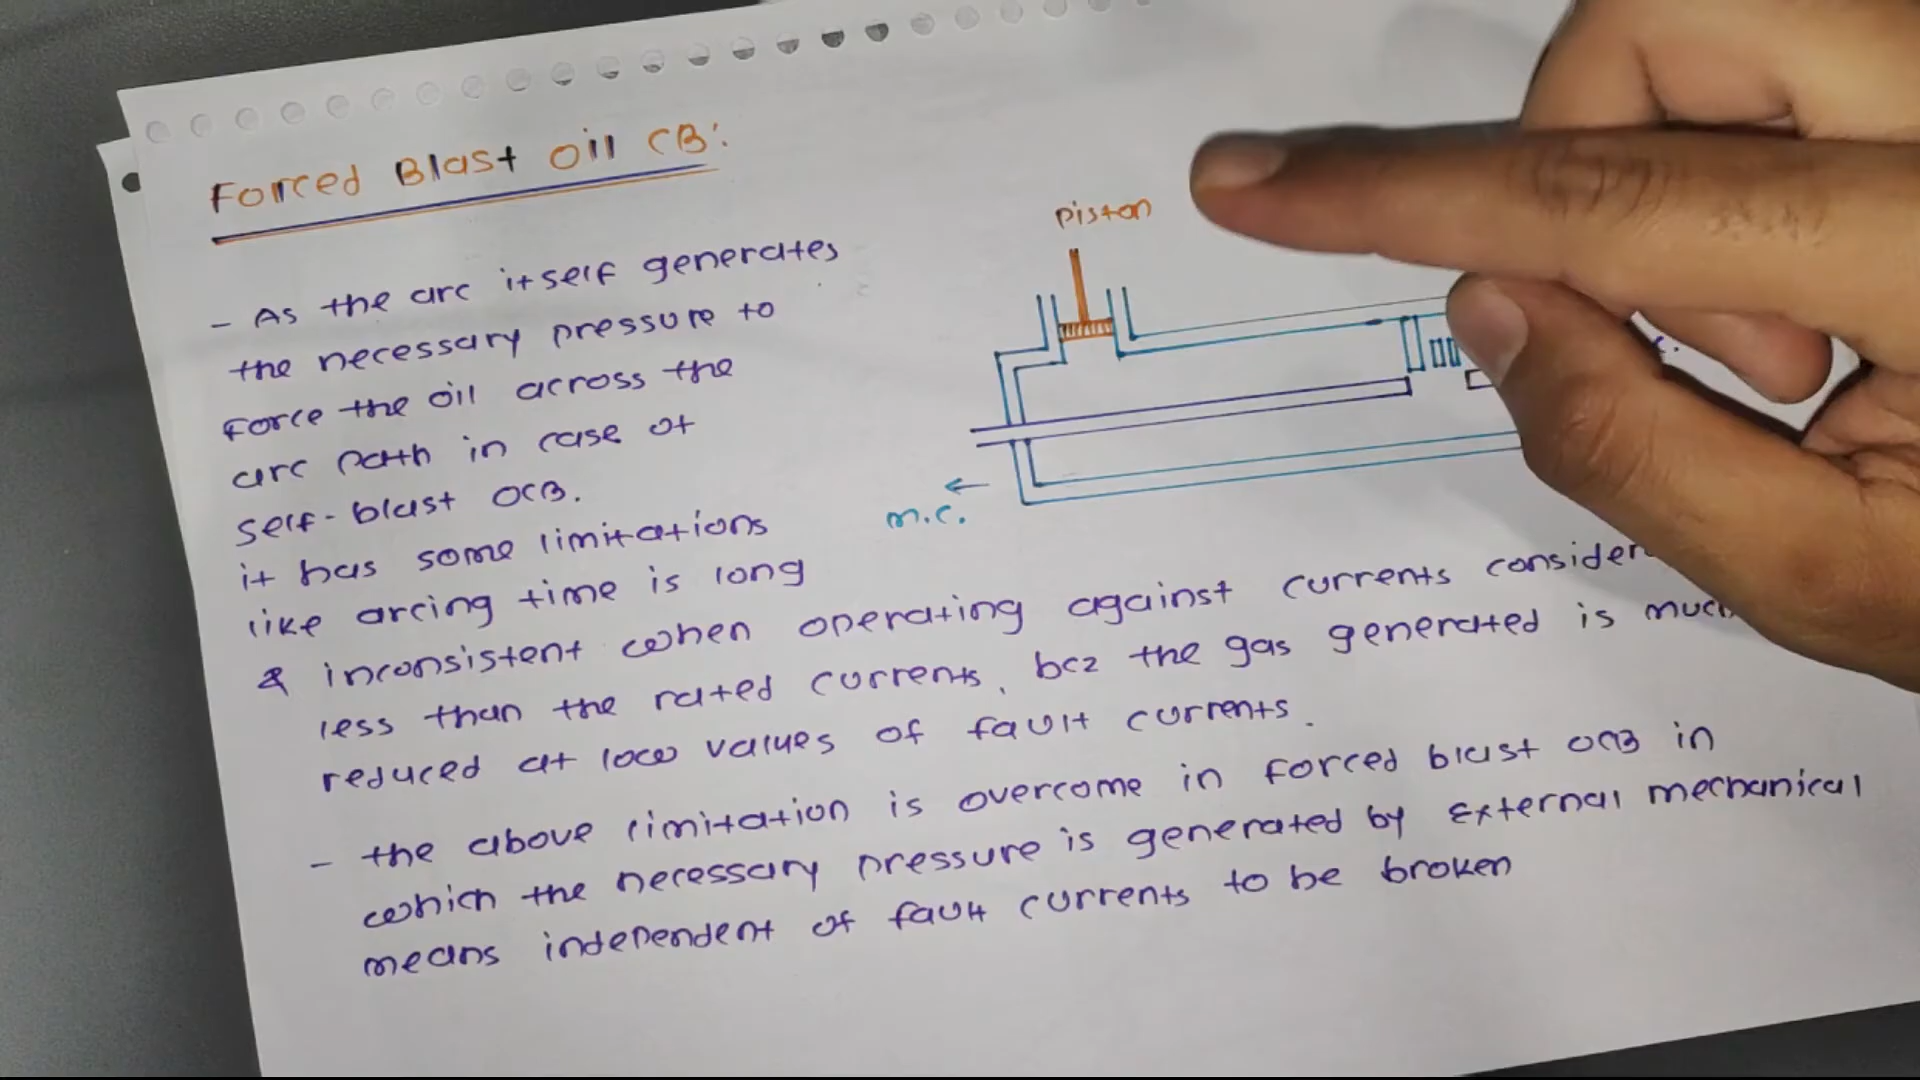 Forced Blast Oil CB:
Piston
- As the arc itself generates
the necessary pressure to
force the oil across the
arc path in case of
self-blast OCB.
m.c.
it has some limitations
like arcing time is long
& inconsistent when operating against currents
less than the rated currents, bcz the gas generated is
reduced at low values of fault currents.
- the above limitation is overcome in forced blast OCB in
which the necessary pressure is generated by External mechanical
means independent of fault currents to be broken